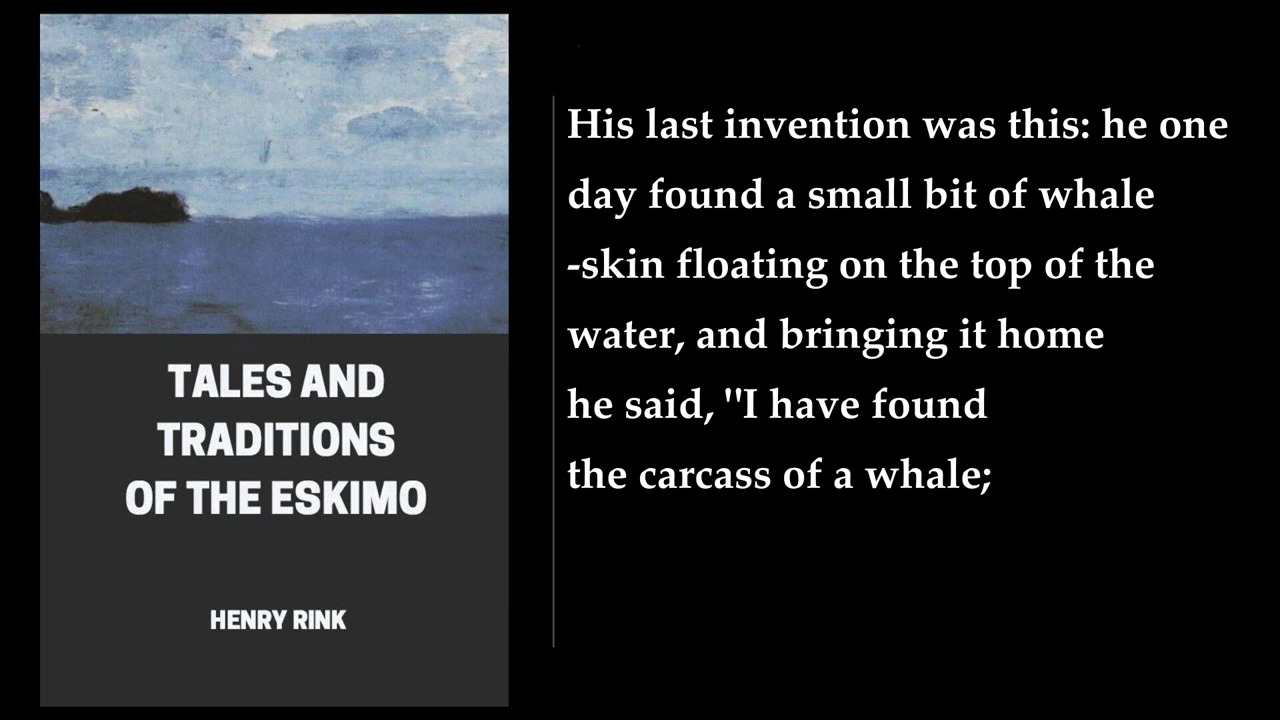 TALES AND
TRADITIONS
OF THE ESKIMO
HENRY RINK
His last invention was this: he one
day found a small bit of whale
-skin floating on the top of the
water, and bringing it home
he said, "I have found
the carcass of a whale;